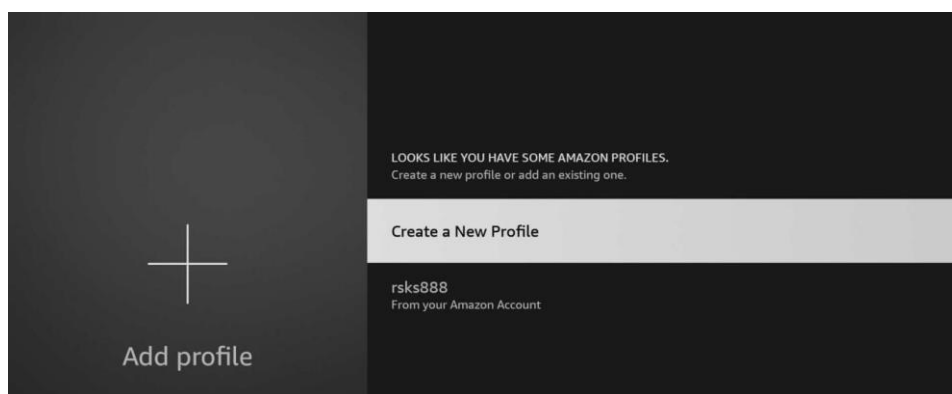 Add profile
LOOKS LIKE YOU HAVE SOME AMAZON PROFILES.
Create a new profile or add an existing one.
Create a New Profile
rsks888
From your Amazon Account